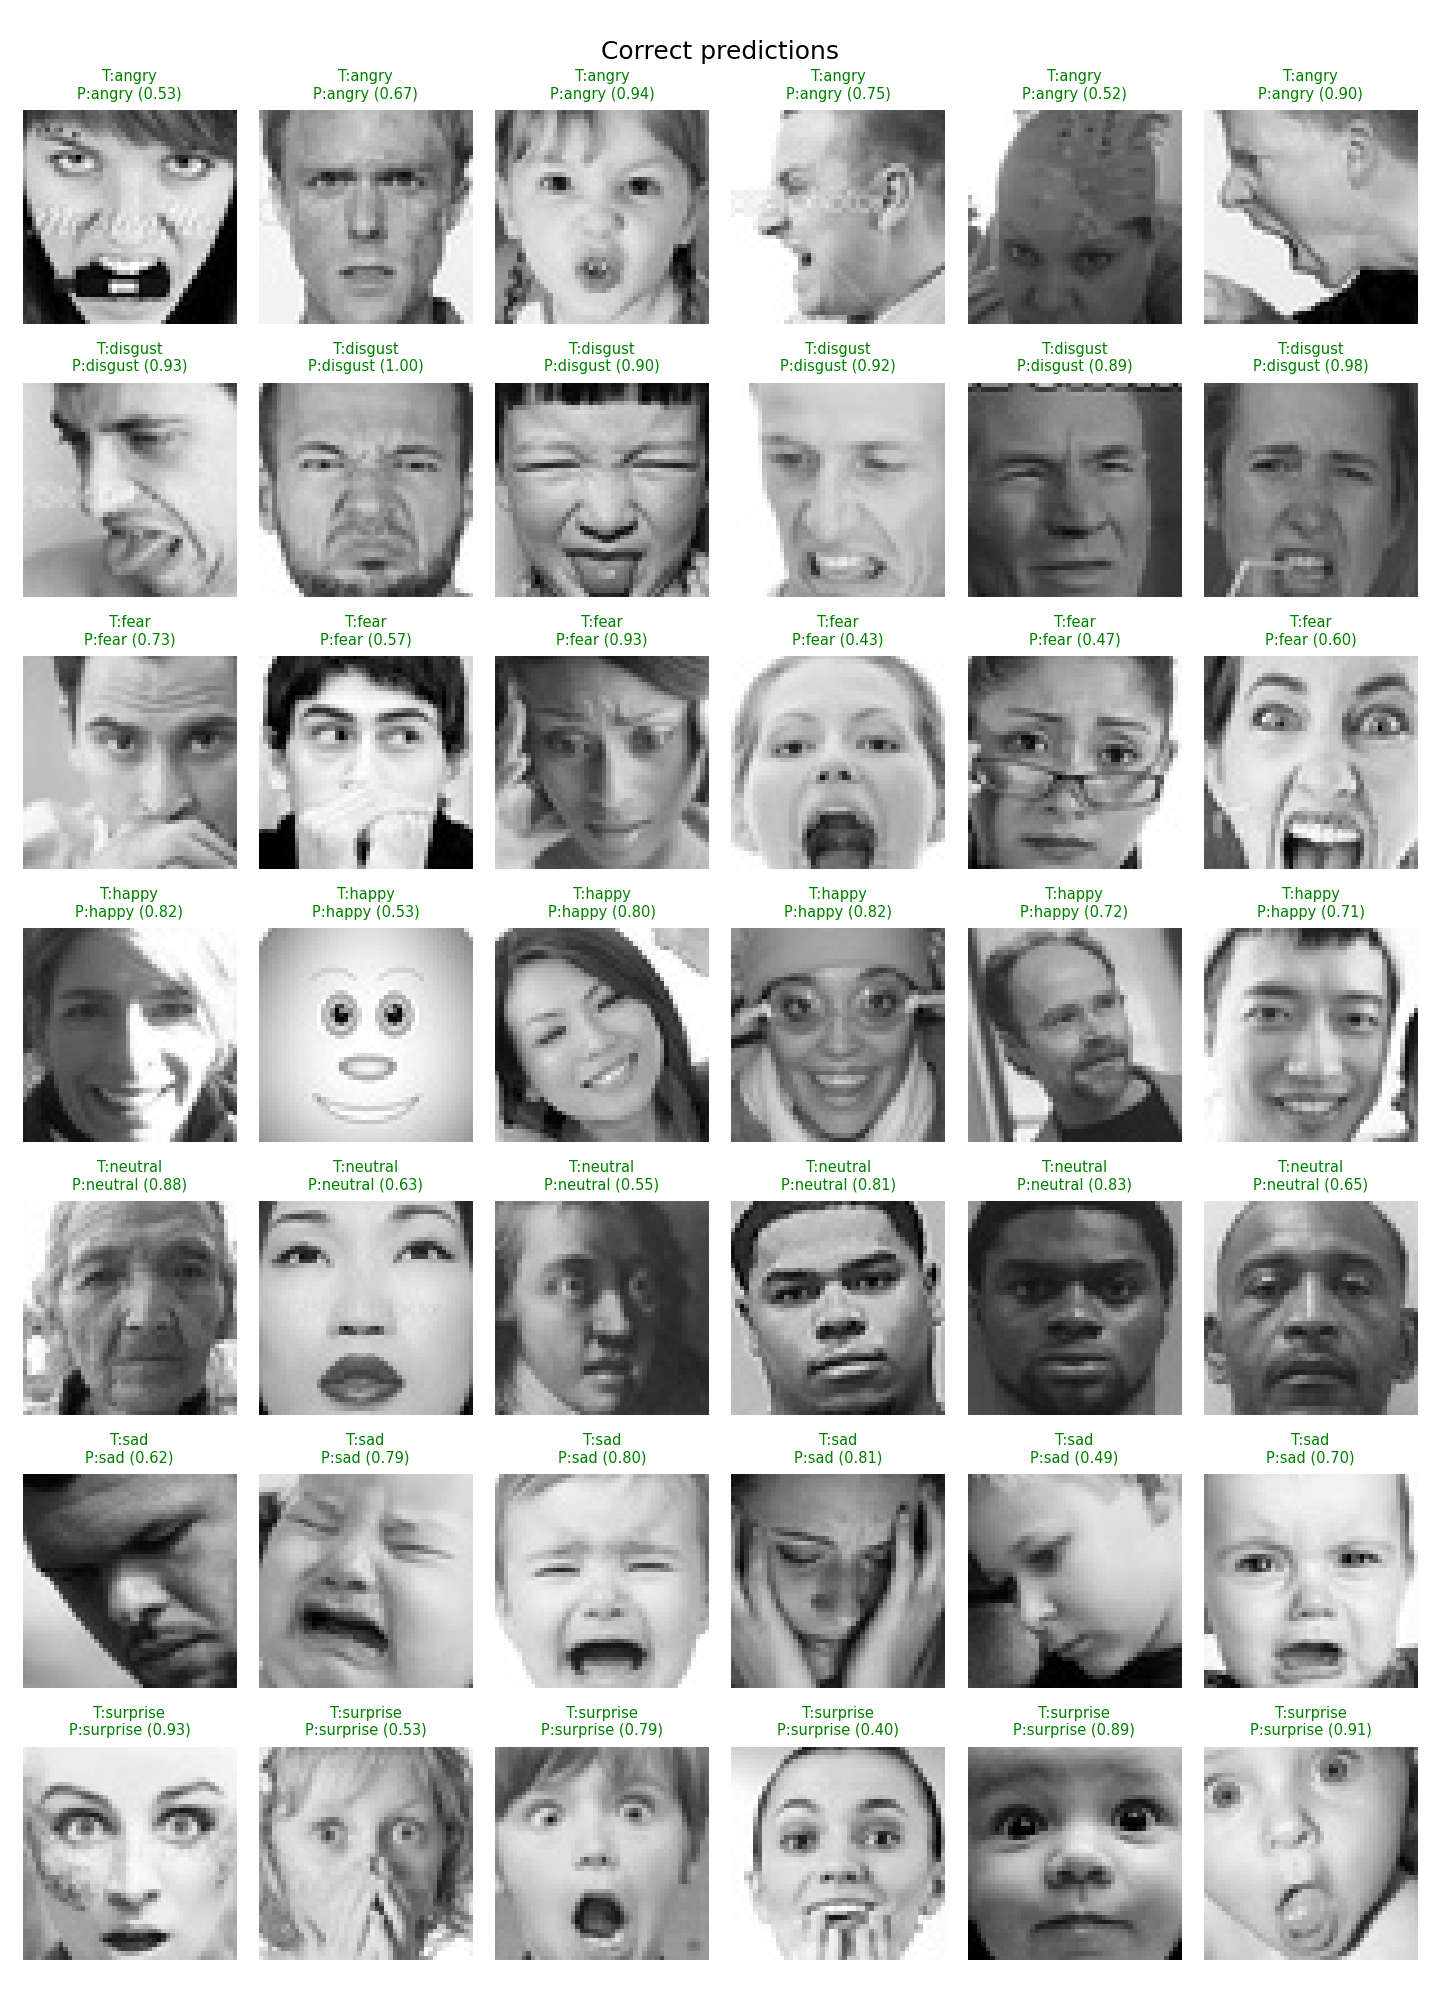 Correct predictions
T:angry
P:angry (0.53)
T:angry
P:angry (0.67)
T:angry
P:angry (0.94)
T:angry
P:angry (0.75)
T:angry
P:angry (0.52)
T:angry
P:angry (0.90)
T:disgust
P:disgust (0.93)
T:disgust
P:disgust (1.00)
T:disgust
P:disgust (0.90)
T:disgust
P:disgust (0.92)
T:disgust
P:disgust (0.89)
T:disgust
P:disgust (0.98)
T:fear
P:fear (0.73)
T:fear
P:fear (0.57)
T:fear
P:fear (0.93)
T:fear
P:fear (0.43)
T:fear
P:fear (0.47)
T:fear
P:fear (0.60)
T:happy
P:happy (0.82)
T:happy
P:happy (0.53)
T:happy
P:happy (0.80)
T:happy
P:happy (0.82)
T:happy
P:happy (0.72)
T:happy
P:happy (0.71)
T:neutral
P:neutral (0.88)
T:neutral
P:neutral (0.63)
T:neutral
P:neutral (0.55)
T:neutral
P:neutral (0.81)
T:neutral
P:neutral (0.83)
T:neutral
P:neutral (0.65)
T:sad
P:sad (0.62)
T:sad
P:sad (0.79)
T:sad
P:sad (0.80)
T:sad
P:sad (0.81)
T:sad
P:sad (0.49)
T:sad
P:sad (0.70)
T:surprise
P:surprise (0.93)
T:surprise
P:surprise (0.53)
T:surprise
P:surprise (0.79)
T:surprise
P:surprise (0.40)
T:surprise
P:surprise (0.89)
T:surprise
P:surprise (0.91)